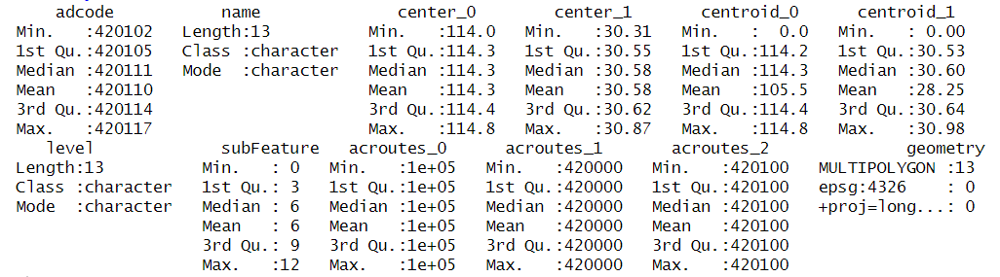 adcode            name              center_0        center_1       centroid_0      centroid_1
Min.   :420102   Length:13          Min.   :114.0   Min.   :30.31   Min.   :  0.0   Min.   : 0.00
1st Qu.:420105   Class :character   1st Qu.:114.3   1st Qu.:30.55   1st Qu.:114.2   1st Qu.:30.53
Median :420111   Mode  :character   Median :114.3   Median :30.58   Median :114.3   Median :30.60
Mean   :420110                      Mean   :114.3   Mean   :30.58   Mean   :105.5   Mean   :28.25
3rd Qu.:420114                      3rd Qu.:114.4   3rd Qu.:30.62   3rd Qu.:114.4   3rd Qu.:30.64
Max.   :420117                      Max.   :114.8   Max.   :30.87   Max.   :114.8   Max.   :30.98
   level             subFeature   acroutes_0      acroutes_1      acroutes_2              geometry
Length:13          Min.   : 0   Min.   :1e+05   Min.   :420000   Min.   :420100   MULTIPOLYGON :13
Class :character   1st Qu.: 3   1st Qu.:1e+05   1st Qu.:420000   1st Qu.:420100   epsg:4326    : 0
Mode  :character   Median : 6   Median :1e+05   Median :420000   Median :420100   +proj=long...: 0
                   Mean   : 6   Mean   :1e+05   Mean   :420000   Mean   :420100
                   3rd Qu.: 9   3rd Qu.:1e+05   3rd Qu.:420000   3rd Qu.:420100
                   Max.   :12   Max.   :1e+05   Max.   :420000   Max.   :420100